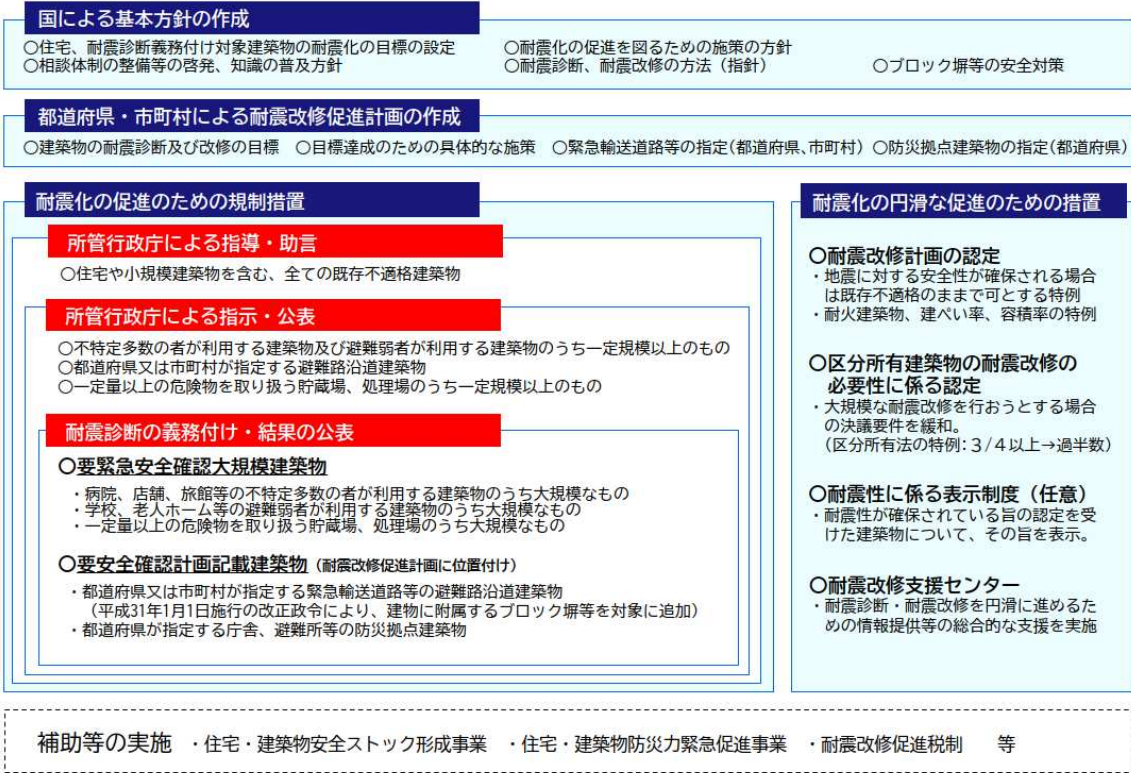 国による基本方針の作成
○住宅、耐震診断義務付け対象建築物の耐震化の目標の設定 ○耐震化の促進を図るための施策の方針
○相談体制の整備等の啓発、知識の普及方針 ○耐震診断、耐震改修の方法（指針） ○ブロック塀等の安全対策
都道府県・市町村による耐震改修促進計画の作成
○建築物の耐震診断及び改修の目標 ○目標達成のための具体的な施策 ○緊急輸送道路等の指定(都道府県、市町村) ○防災拠点建築物の指定(都道府県)
耐震化の促進のための規制措置
所管行政庁による指導・助言
○住宅や小規模建築物を含む、全ての既存不適格建築物
所管行政庁による指示・公表
○不特定多数の者が利用する建築物及び避難弱者が利用する建築物のうち一定規模以上のもの
○都道府県又は市町村が指定する避難路沿道建築物
○一定量以上の危険物を取り扱う貯蔵場、処理場のうち一定規模以上のもの
耐震診断の義務付け・結果の公表
○要緊急安全確認大規模建築物
・病院、店舗、旅館等の不特定多数の者が利用する建築物のうち大規模なもの
・学校、老人ホーム等の避難弱者が利用する建築物のうち大規模なもの
・一定量以上の危険物を取り扱う貯蔵場、処理場のうち大規模なもの
○要安全確認計画記載建築物（耐震改修促進計画に位置付け）
・都道府県又は市町村が指定する緊急輸送道路等の避難路沿道建築物
（平成31年1月1日施行の改正政令により、建物に附属するブロック塀等を対象に追加）
・都道府県が指定する庁舎、避難所等の防災拠点建築物
耐震化の円滑な促進のための措置
○耐震改修計画の認定
・地震に対する安全性が確保される場合
は既存不適格のままで可とする特例
・耐火建築物、建ぺい率、容積率の特例
○区分所有建築物の耐震改修の
必要性に係る認定
・大規模な耐震改修を行おうとする場合
の決議要件を緩和。
（区分所有法の特例：３/４以上→過半数）
○耐震性に係る表示制度（任意）
・耐震性が確保されている旨の認定を受
けた建築物について、その旨を表示。
○耐震改修支援センター
・耐震診断・耐震改修を円滑に進めるた
めの情報提供等の総合的な支援を実施
補助等の実施 ・住宅・建築物安全ストック形成事業 ・住宅・建築物防災力緊急促進事業 ・耐震改修促進税制 等